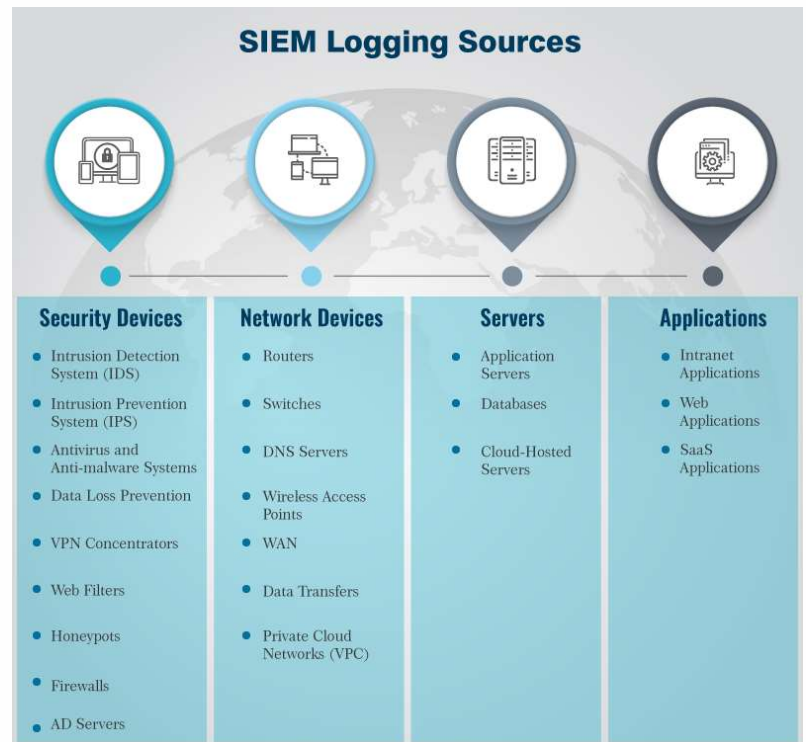 SIEM Logging Sources
Security Devices
Intrusion Detection
System (IDS)
Intrusion Prevention
System (IPS)
Antivirus and
Anti-malware Systems
Data Loss Prevention
VPN Concentrators
Web Filters
Honeypots
Firewalls
AD Servers
Network Devices
Routers
Switches
DNS Servers
Wireless Access
Points
WAN
Data Transfers
Private Cloud
Networks (VPC)
Servers
Application
Servers
Databases
Cloud-Hosted
Servers
Applications
Intranet
Applications
Web
Applications
SaaS
Applications